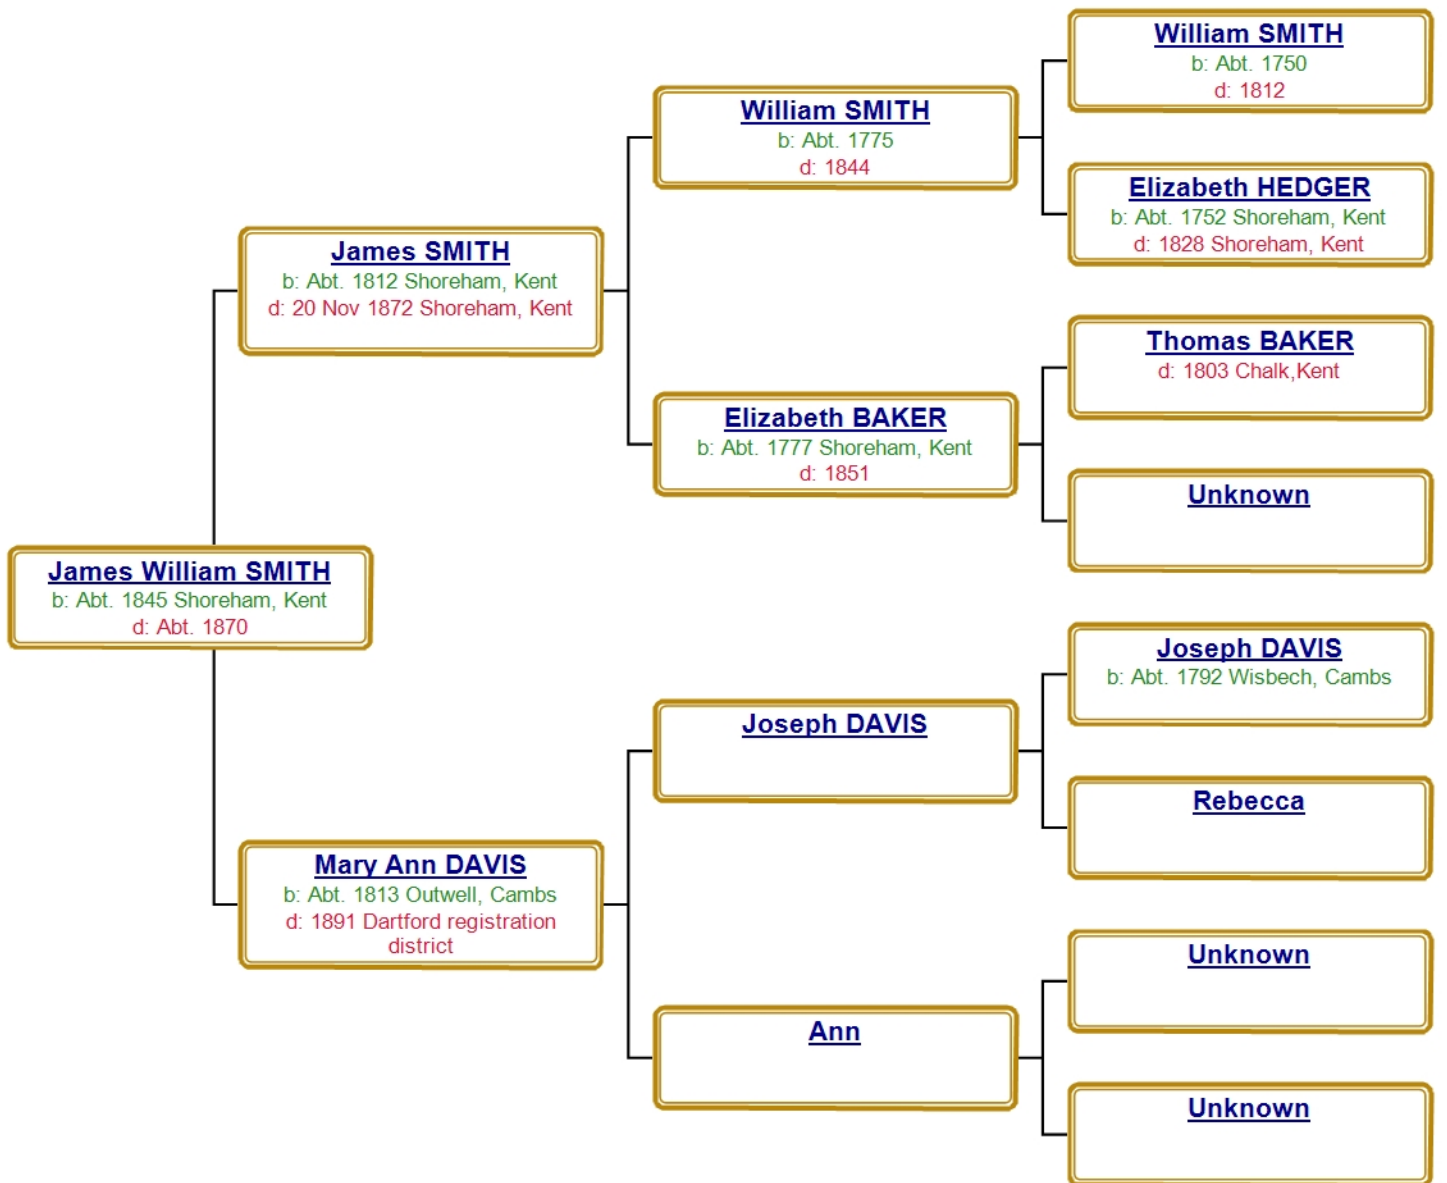 William SMITH
b: Abt. 1750
d: 1812
William SMITH
b: Abt. 1775
d: 1844
Elizabeth HEDGER
b: Abt. 1752 Shoreham, Kent
d: 1828 Shoreham, Kent
James SMITH
b: Abt. 1812 Shoreham, Kent
d: 20 Nov 1872 Shoreham, Kent
Thomas BAKER
d: 1803 Chalk,Kent
Elizabeth BAKER
b: Abt. 1777 Shoreham, Kent
d: 1851
Unknown
James William SMITH
b: Abt. 1845 Shoreham, Kent
d: Abt. 1870
Joseph DAVIS
b: Abt. 1792 Wisbech, Cambs
Joseph DAVIS
Rebecca
Mary Ann DAVIS
b: Abt. 1813 Outwell, Cambs
d: 1891 Dartford registration
district
Unknown
Ann
Unknown